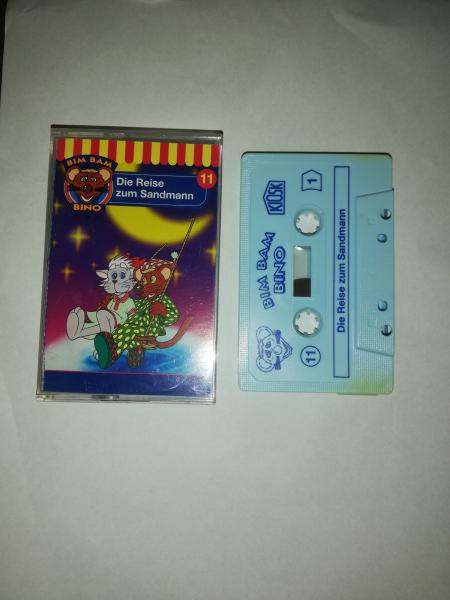 BIM BAM
BINO
Die Reise
zum Sandmann
11
KIOSK
1
BIM BAM
BINO
11
Die Reise zum Sandmann